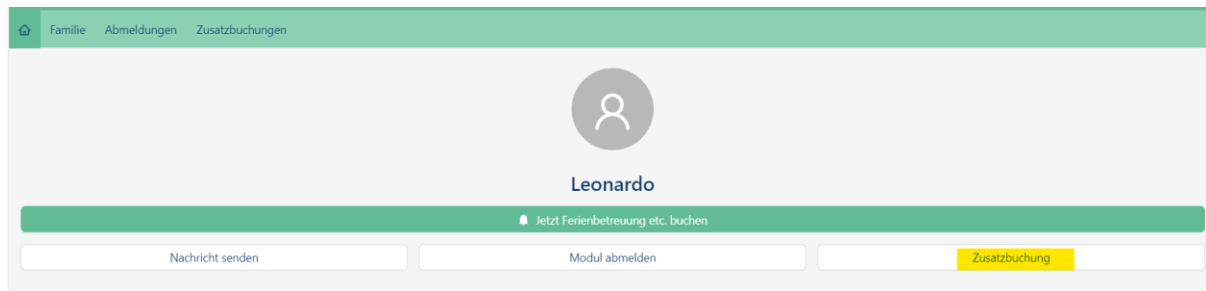 Familie Abmeldungen Zusatzbuchungen
Leonardo
Jetzt Ferienbetreuung etc. buchen
Nachricht senden Modul abmelden Zusatzbuchung